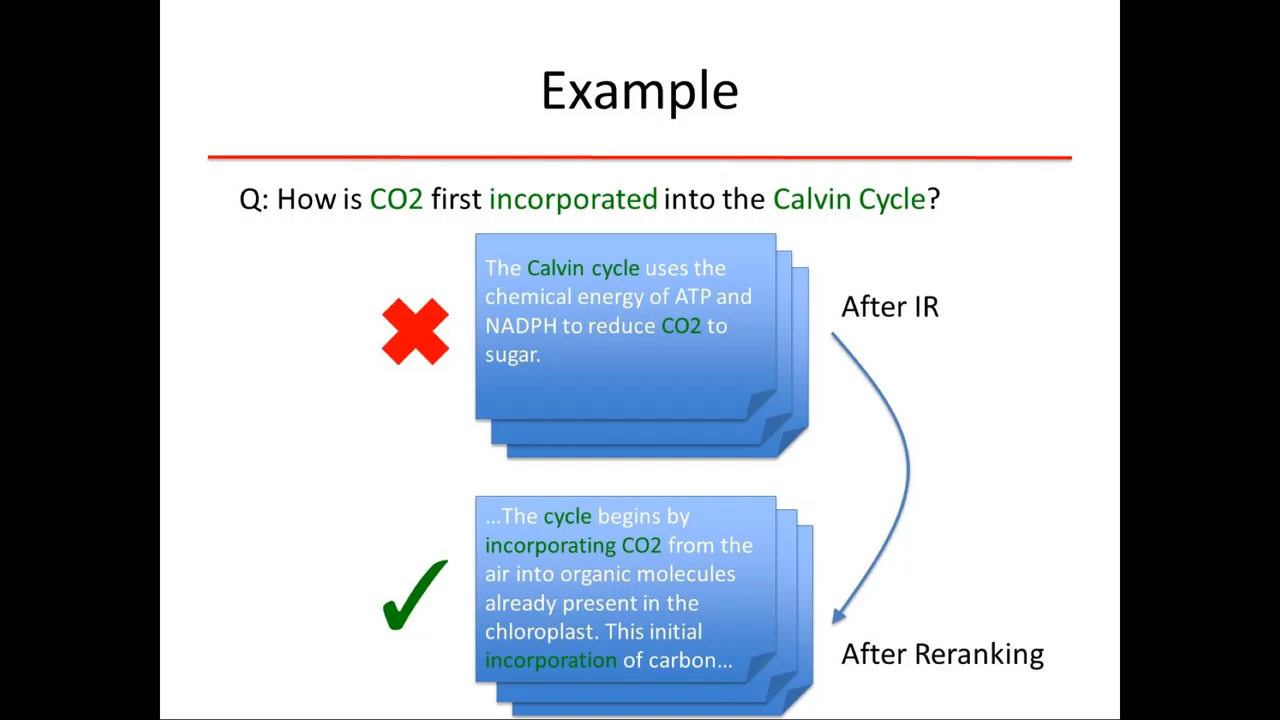 Example
Q: How is CO2 first incorporated into the Calvin Cycle?
The Calvin cycle uses the
chemical energy of ATP and
NADPH to reduce CO2 to
sugar.
After IR
…The cycle begins by
incorporating CO2 from the
air into organic molecules
already present in the
chloroplast. This initial
incorporation of carbon…
After Reranking